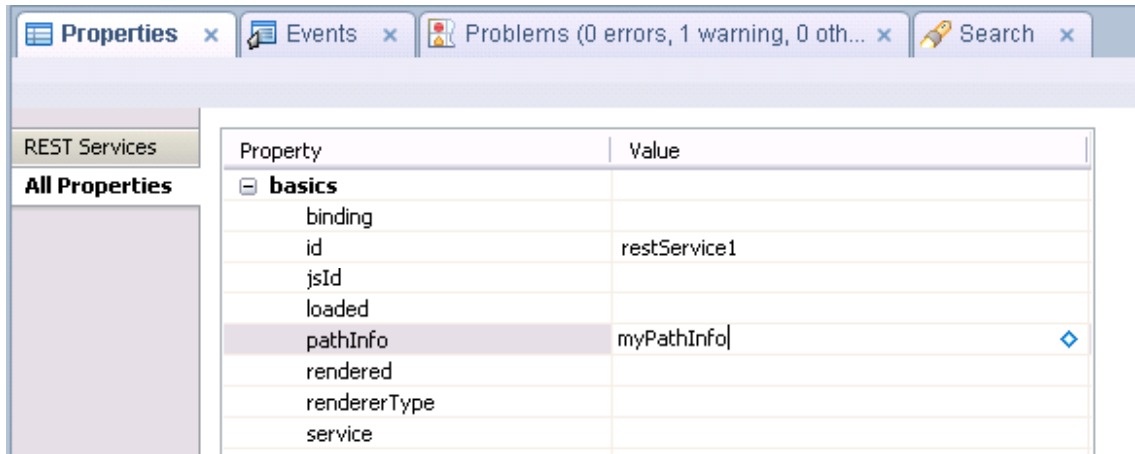 Properties Events Problems (0 errors, 1 warning, 0 oth... Search
REST Services
All Properties
Property Value
basics
binding
id restService1
jsId
loaded
pathInfo myPathInfo
rendered
rendererType
service